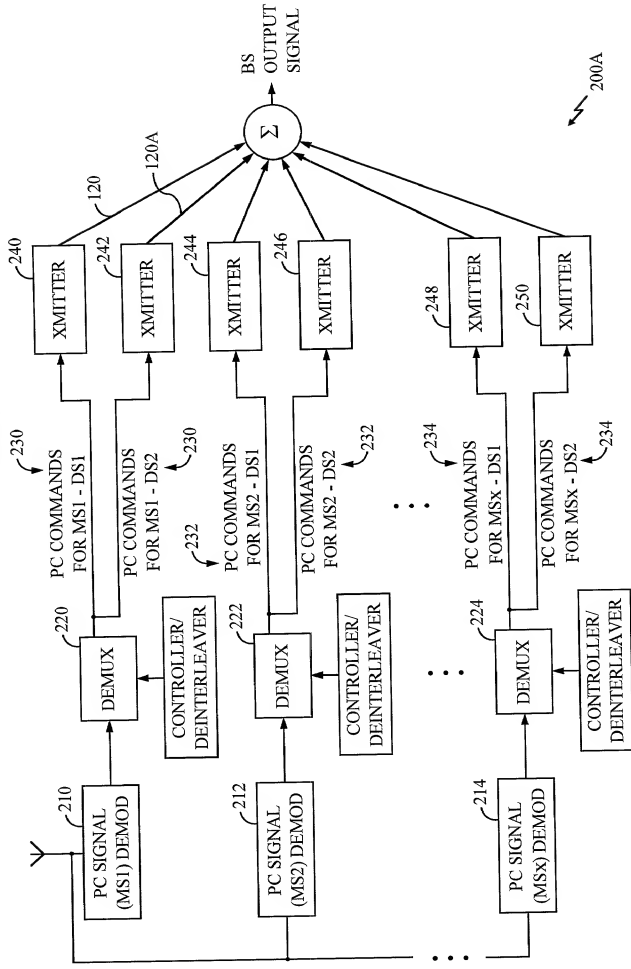 210
PC SIGNAL
(MS1) DEMOD
220
DEMUX
CONTROLLER/
DEINTERLEAVER
230
PC COMMANDS
FOR MS1 - DS1
PC COMMANDS
FOR MS1 - DS2
230
240
XMITTER
242
XMITTER
120
120A
212
PC SIGNAL
(MS2) DEMOD
222
DEMUX
CONTROLLER/
DEINTERLEAVER
232
PC COMMANDS
FOR MS2 - DS1
PC COMMANDS
FOR MS2 - DS2
232
244
XMITTER
246
XMITTER
Σ
BS
OUTPUT
SIGNAL
214
PC SIGNAL
(MSx) DEMOD
224
DEMUX
CONTROLLER/
DEINTERLEAVER
234
PC COMMANDS
FOR MSx - DS1
PC COMMANDS
FOR MSx - DS2
234
248
XMITTER
250
XMITTER
200A